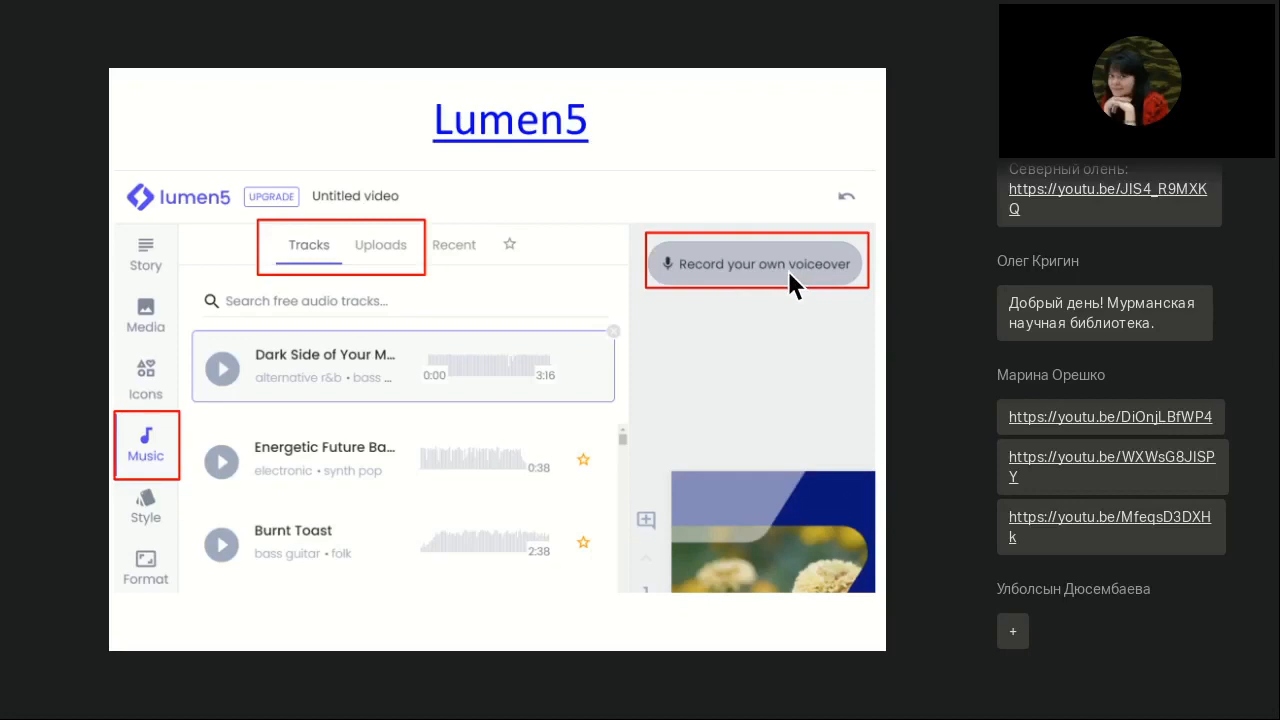 Lumen5
lumen5 UPGRADE Untitled video
Tracks Uploads Recent
Record your own voiceover
Story
Search free audio tracks...
Media
Dark Side of Your M...
alternative r&b • bass ...
0:00 3:16
Icons
Music
Energetic Future Ba...
electronic • synth pop
0:38
Style
Burnt Toast
bass guitar • folk
2:38
Format
1
Северный олень:
https://youtu.be/JIS4_R9MXK
Q
Олег Кригин
Добрый день! Мурманская
научная библиотека.
Марина Орешко
https://youtu.be/DiOnjLBfWP4
https://youtu.be/WXWsG8JISP
Y
https://youtu.be/MfeqsD3DXH
k
Улболсын Дюсембаева
+